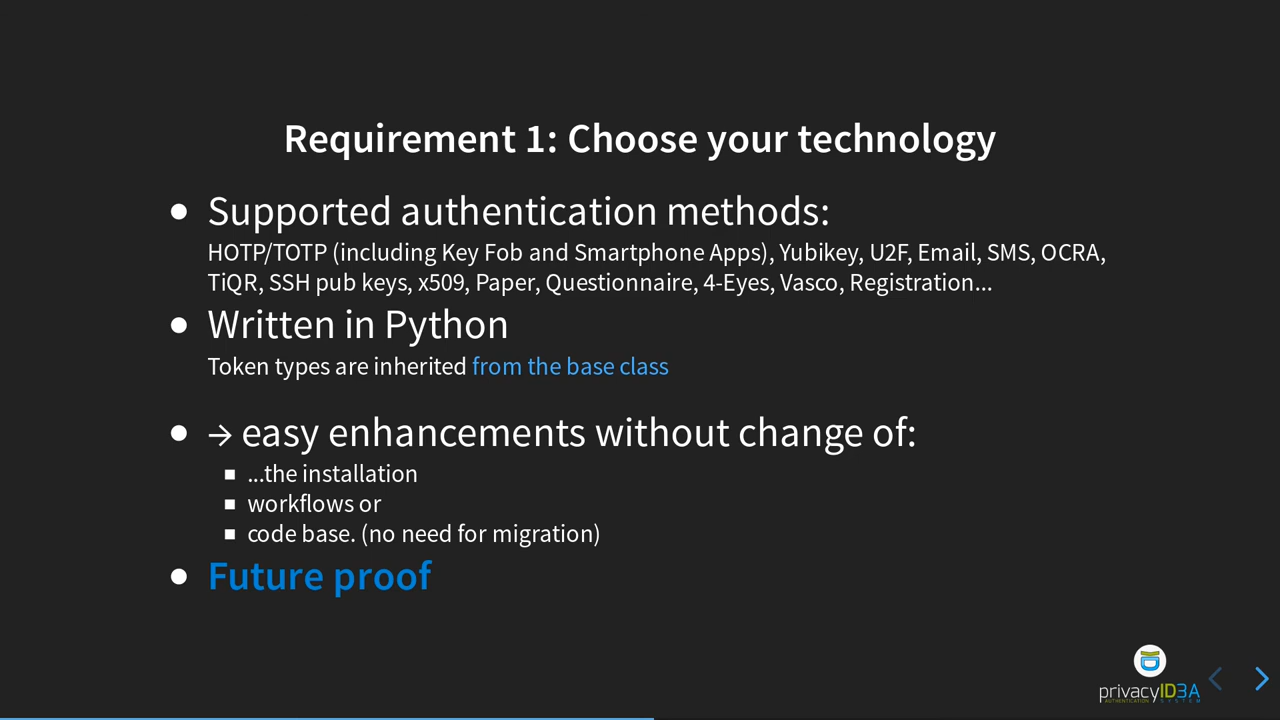 Requirement 1: Choose your technology
Supported authentication methods:
HOTP/TOTP (including Key Fob and Smartphone Apps), Yubikey, U2F, Email, SMS, OCRA,
TiQR, SSH pub keys, x509, Paper, Questionnaire, 4-Eyes, Vasco, Registration...
Written in Python
Token types are inherited from the base class
→ easy enhancements without change of:
...the installation
workflows or
code base. (no need for migration)
Future proof
privacyID3A
AUTHENTICATION SYSTEM